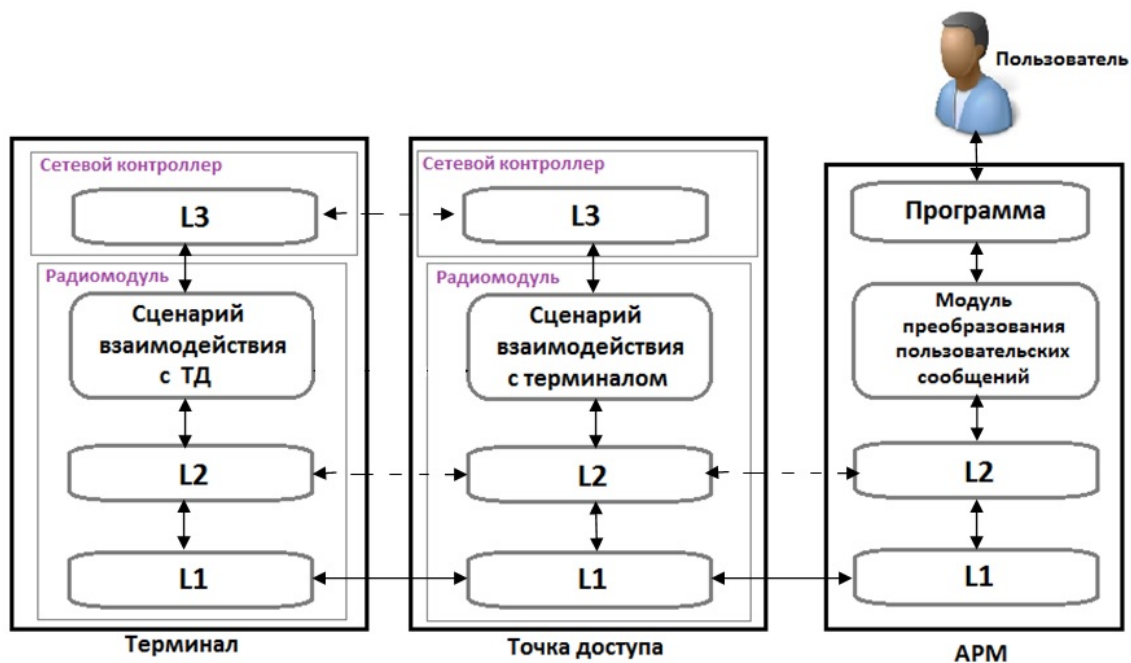 Пользователь
Сетевой контроллер
L3
Радиомодуль
Сценарий
взаимодействия
с ТД
L2
L1
Терминал
Сетевой контроллер
L3
Радиомодуль
Сценарий
взаимодействия
с терминалом
L2
L1
Точка доступа
Программа
Модуль
преобразования
пользовательских
сообщений
L2
L1
АРМ